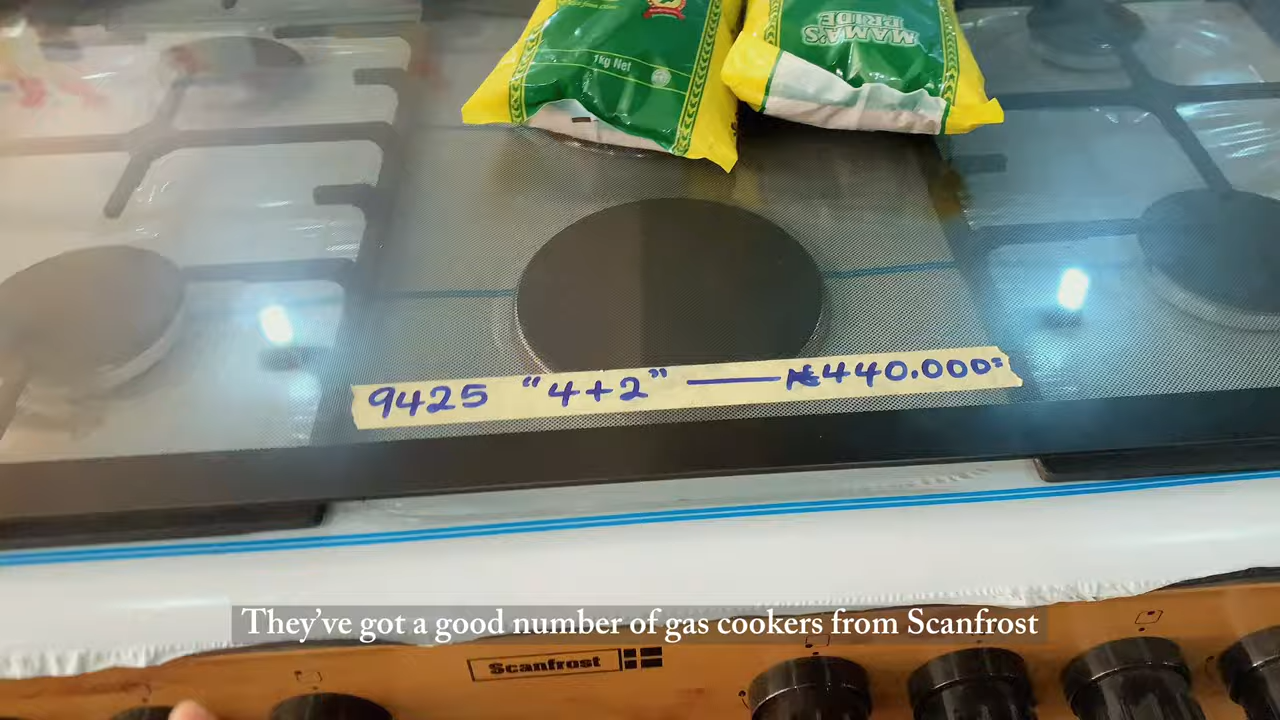 1kg Net
MAMA'S
PRIDE
9425 "4+2" — ₦440.000=
They've got a good number of gas cookers from Scanfrost
Scanfrost